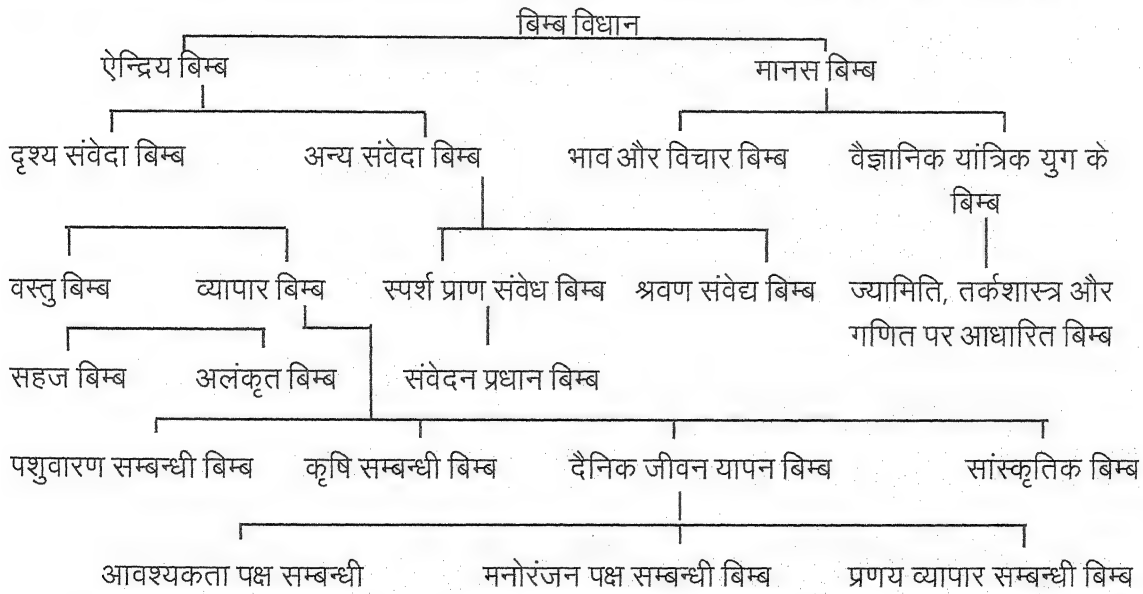 बिम्ब विधान
ऐन्द्रिय बिम्ब मानस बिम्ब
दृश्य संवेदा बिम्ब अन्य संवेदा बिम्ब भाव और विचार बिम्ब वैज्ञानिक यांत्रिक युग के
बिम्ब
वस्तु बिम्ब व्यापार बिम्ब स्पर्श प्राण संवेध बिम्ब श्रवण संवेद्य बिम्ब ज्यामिति, तर्कशास्त्र और
गणित पर आधारित बिम्ब
सहज बिम्ब अलंकृत बिम्ब संवेदन प्रधान बिम्ब
पशुवारण सम्बन्धी बिम्ब कृषि सम्बन्धी बिम्ब दैनिक जीवन यापन बिम्ब सांस्कृतिक बिम्ब
आवश्यकता पक्ष सम्बन्धी मनोरंजन पक्ष सम्बन्धी बिम्ब प्रणय व्यापार सम्बन्धी बिम्ब